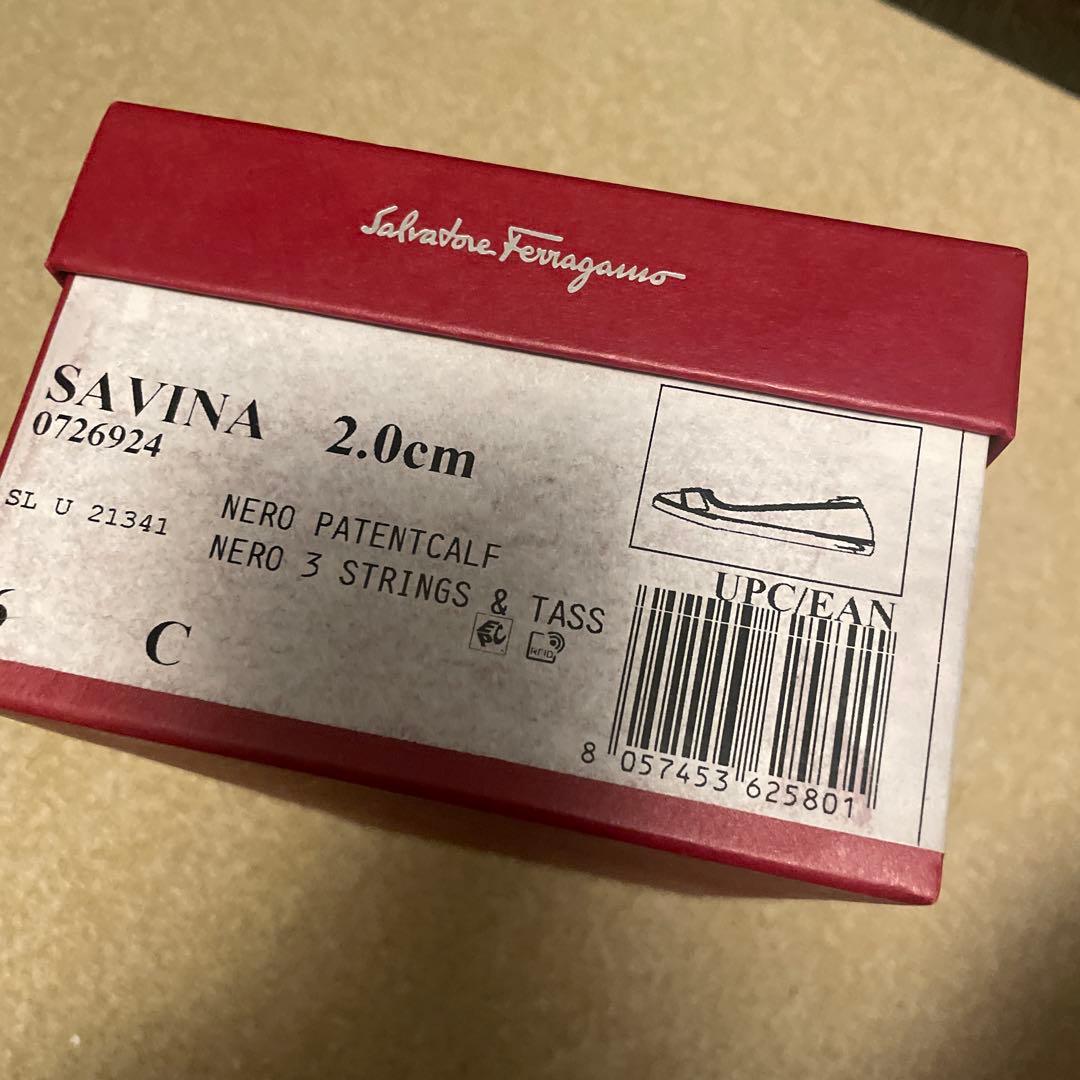 Salvatore Ferragamo
SAVINA 2.0cm
0726924
SL U 21341
NERO PATENTCALF
NERO 3 STRINGS & TASS
RFID
C
UPC/EAN
8 057453 625801